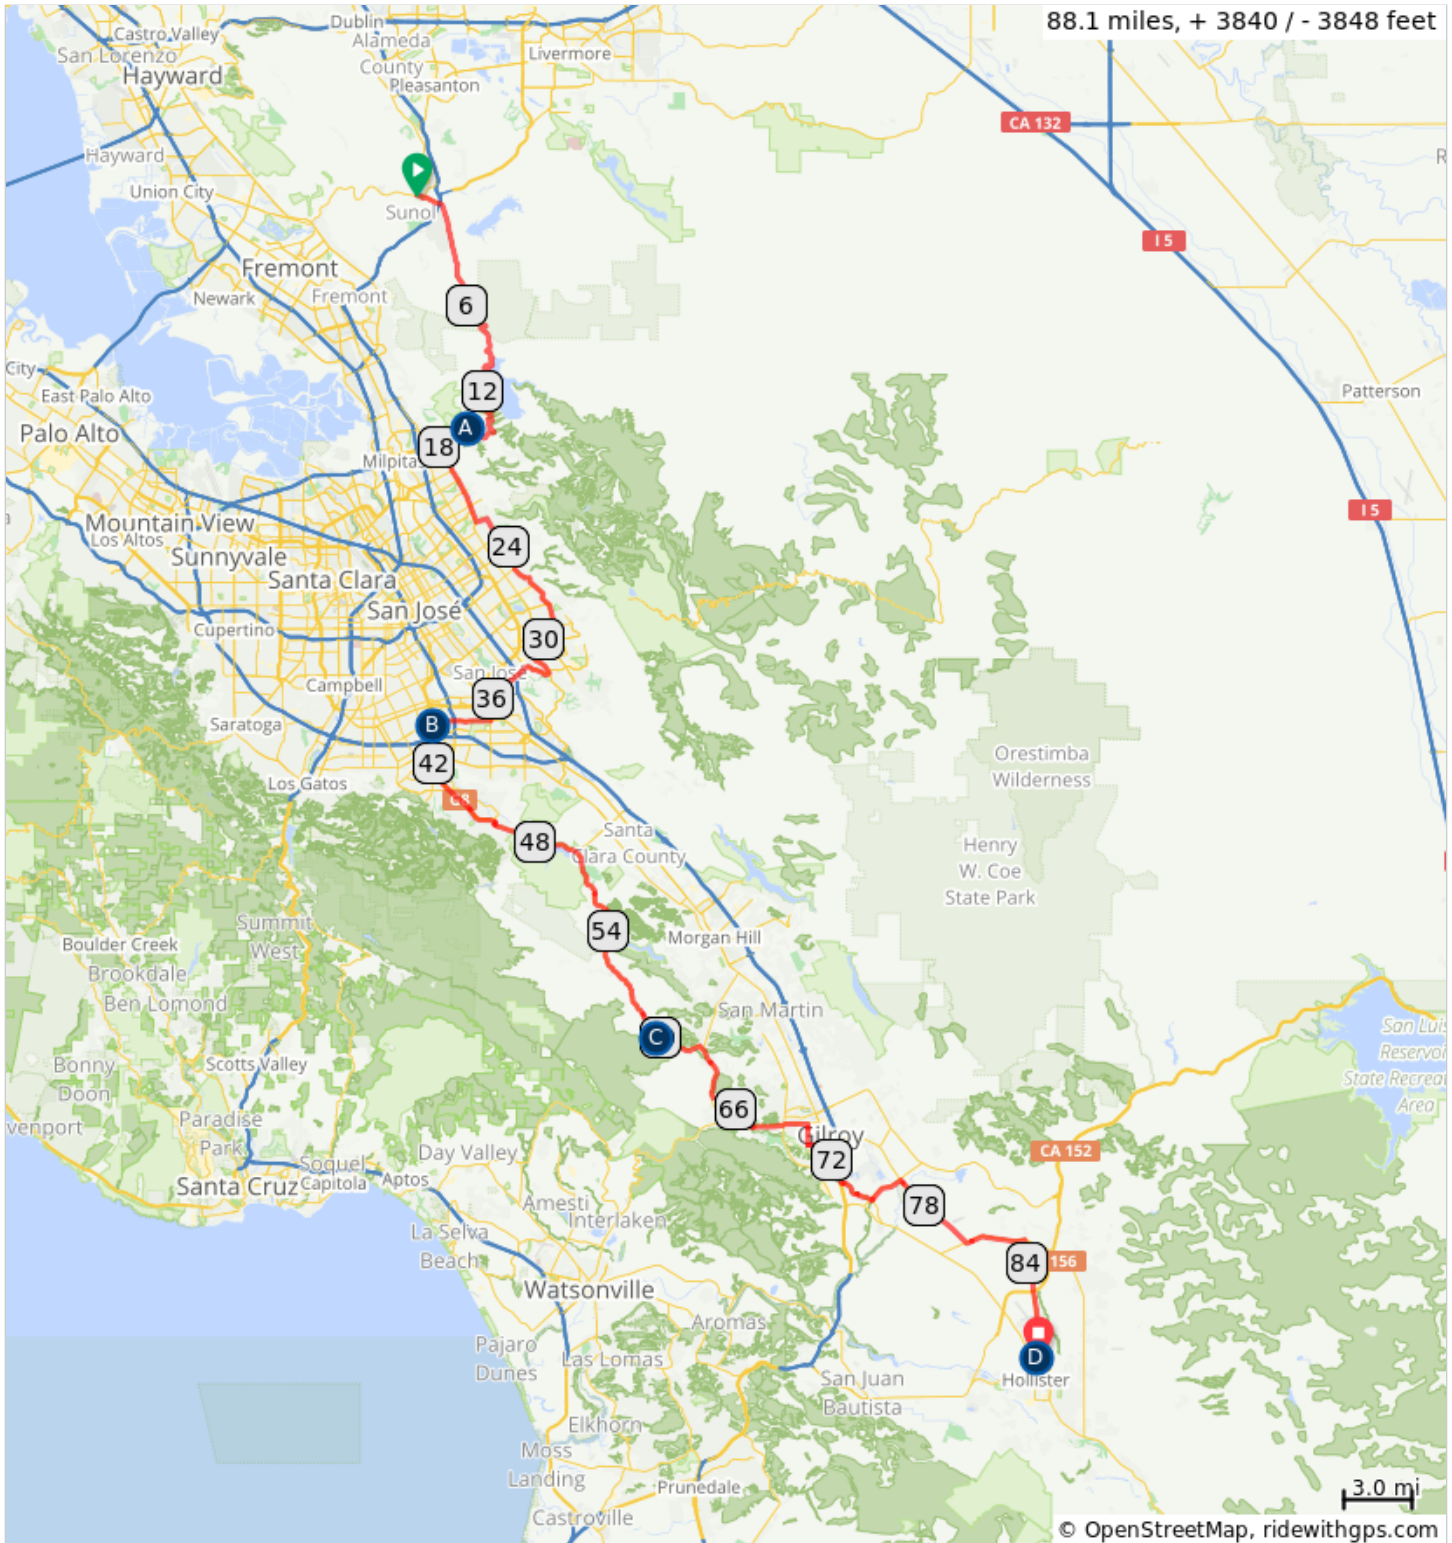 88.1 miles, + 3840 / - 3848 feet
Dublin
Castro Valley
Alameda
County
San Lorenzo
Livermore
Hayward
Pleasanton
CA 132
Hayward
Union City
Sunol
I 5
Fremont
Newark
Fremont
6
City
12
East Palo Alto
Patterson
Palo Alto
A
18
Milpitas
I 5
Mountain View
Los Altos
24
Sunnyvale
Santa Clara
San José
Cupertino
30
San Jose
Campbell
36
Saratoga
B
Orestimba
Wilderness
42
Los Gatos
C8
Santa
Clara County
48
Henry
W. Coe
State Park
Summit
West
54
Morgan Hill
Boulder Creek
Brookdale
Ben Lomond
San Martin
San Luis
Reservoir
State Recrea
Area
C
Bonny
Doon
Scotts Valley
Paradise
Park
66
venport
Gilroy
Day Valley
CA 152
72
Soquel
Capitola
Aptos
Santa Cruz
Amesti
Interlaken
78
La Selva
Beach
84
156
Watsonville
Aromas
Pajaro
Dunes
Las Lomas
D
Hollister
San Juan
Bautista
Elkhorn
Moss
Landing
Prunedale
3.0 mi
Castroville
© OpenStreetMap, ridewithgps.com